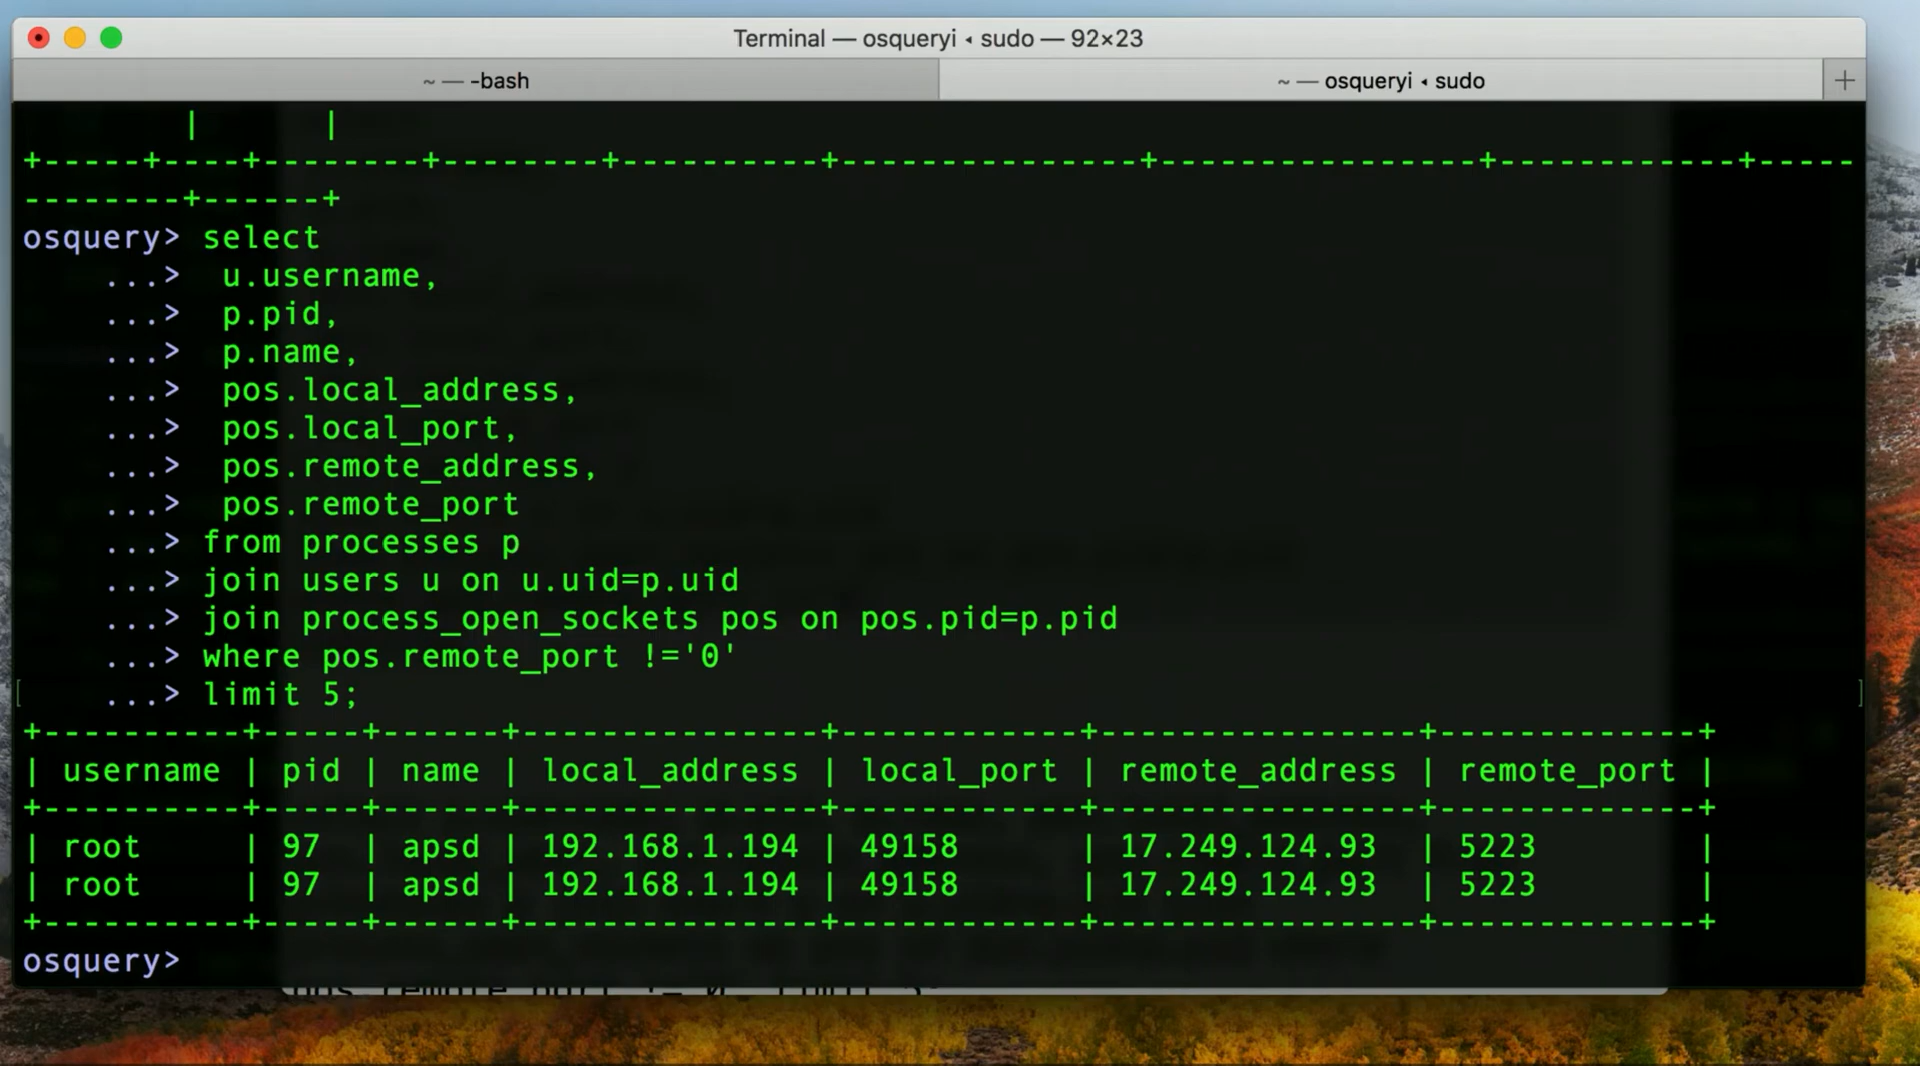 Terminal — osqueryi ◂ sudo — 92×23
~ — -bash
~ — osqueryi ◂ sudo
+
| |
+-----+----+--------+--------+----------+---------------+----------------+------------+-----
--------+------+
osquery> select
...> u.username,
...> p.pid,
...> p.name,
...> pos.local_address,
...> pos.local_port,
...> pos.remote_address,
...> pos.remote_port
...> from processes p
...> join users u on u.uid=p.uid
...> join process_open_sockets pos on pos.pid=p.pid
...> where pos.remote_port !='0'
[ ...> limit 5; ]
+----------+-----+------+---------------+------------+----------------+-------------+
| username | pid | name | local_address | local_port | remote_address | remote_port |
+----------+-----+------+---------------+------------+----------------+-------------+
| root | 97 | apsd | 192.168.1.194 | 49158 | 17.249.124.93 | 5223 |
| root | 97 | apsd | 192.168.1.194 | 49158 | 17.249.124.93 | 5223 |
+----------+-----+------+---------------+------------+----------------+-------------+
osquery>